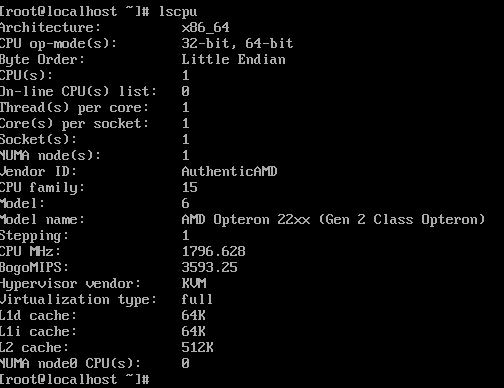 [root@localhost ~]# lscpu
Architecture:          x86_64
CPU op-mode(s):        32-bit, 64-bit
Byte Order:            Little Endian
CPU(s):                1
On-line CPU(s) list:   0
Thread(s) per core:    1
Core(s) per socket:    1
Socket(s):             1
NUMA node(s):          1
Vendor ID:             AuthenticAMD
CPU family:            15
Model:                 6
Model name:            AMD Opteron 22xx (Gen 2 Class Opteron)
Stepping:              1
CPU MHz:               1796.628
BogoMIPS:              3593.25
Hypervisor vendor:     KVM
Virtualization type:   full
L1d cache:             64K
L1i cache:             64K
L2 cache:              512K
NUMA node0 CPU(s):     0
[root@localhost ~]#